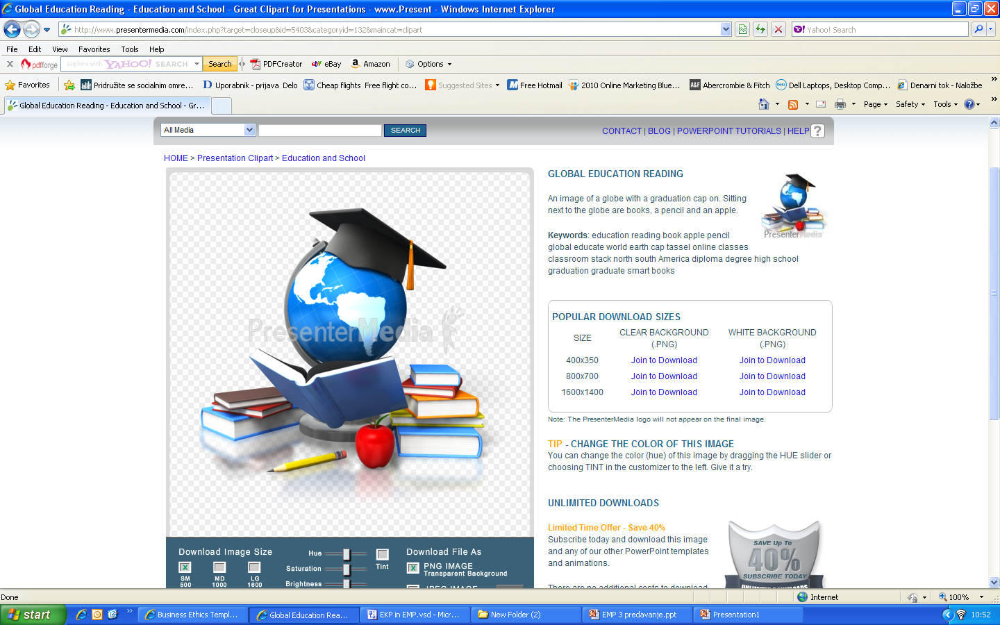 Global Education Reading - Education and School - Great Clipart for Presentations - www.Present - Windows Internet Explorer
http://www.presentermedia.com/index.php?target=closeup&id=5403&categoryid=132&maincat=clipart
Yahoo! Search
File Edit View Favorites Tools Help
pdfforge explore with YAHOO! SEARCH Search PDFCreator eBay Amazon Options
Favorites Pridružite se socialnim omre... Uporabnik - prijava Delo Cheap flights Free flight co... Suggested Sites Free Hotmail 2010 Online Marketing Blue... A&F Abercrombie & Fitch Dell Laptops, Desktop Comp... Denarni tok - Naložbe
Global Education Reading - Education and School - Gr... Page Safety Tools
All Media SEARCH CONTACT | BLOG | POWERPOINT TUTORIALS | HELP ?
HOME > Presentation Clipart > Education and School
PresenterMedia
GLOBAL EDUCATION READING
An image of a globe with a graduation cap on. Sitting
next to the globe are books, a pencil and an apple.
PresenterMedia
Keywords: education reading book apple pencil
global educate world earth cap tassel online classes
classroom stack north south America diploma degree high school
graduation graduate smart books
POPULAR DOWNLOAD SIZES
SIZE CLEAR BACKGROUND (.PNG) WHITE BACKGROUND (.PNG)
400x350 Join to Download Join to Download
800x700 Join to Download Join to Download
1600x1400 Join to Download Join to Download
Note: The PresenterMedia logo will not appear on the final image.
TIP - CHANGE THE COLOR OF THIS IMAGE
You can change the color (hue) of this image by dragging the HUE slider or
choosing TINT in the customizer to the left. Give it a try.
UNLIMITED DOWNLOADS
Limited Time Offer - Save 40%
Subscribe today and download this image
and any of our other PowerPoint templates
and animations.
There are no additional costs to download
SAVE Up To
40%
SUBSCRIBE TODAY
UNLIMITED DOWNLOADS
Download Image Size
SM 500
MD 1000
LG 1600
Hue
Saturation
Brightness
Tint
Download File As
PNG IMAGE
Transparent Background
JPEG IMAGE
Done Internet 100%
start Business Ethics Templ... Global Education Rea... EKP in EMP.vsd - Micr... New Folder (2) EMP 3 predavanje.ppt Presentation1 10:52